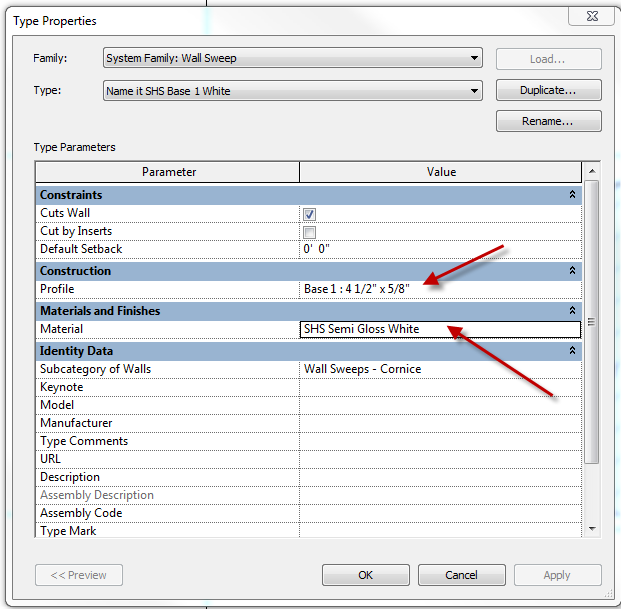 Type Properties
Family: System Family: Wall Sweep Load...
Type: Name it SHS Base 1 White Duplicate...
Rename...
Type Parameters
Parameter Value
Constraints
Cuts Wall
Cut by Inserts
Default Setback 0' 0"
Construction
Profile Base 1 : 4 1/2" x 5/8"
Materials and Finishes
Material SHS Semi Gloss White
Identity Data
Subcategory of Walls Wall Sweeps - Cornice
Keynote
Model
Manufacturer
Type Comments
URL
Description
Assembly Description
Assembly Code
Type Mark
<< Preview OK Cancel Apply